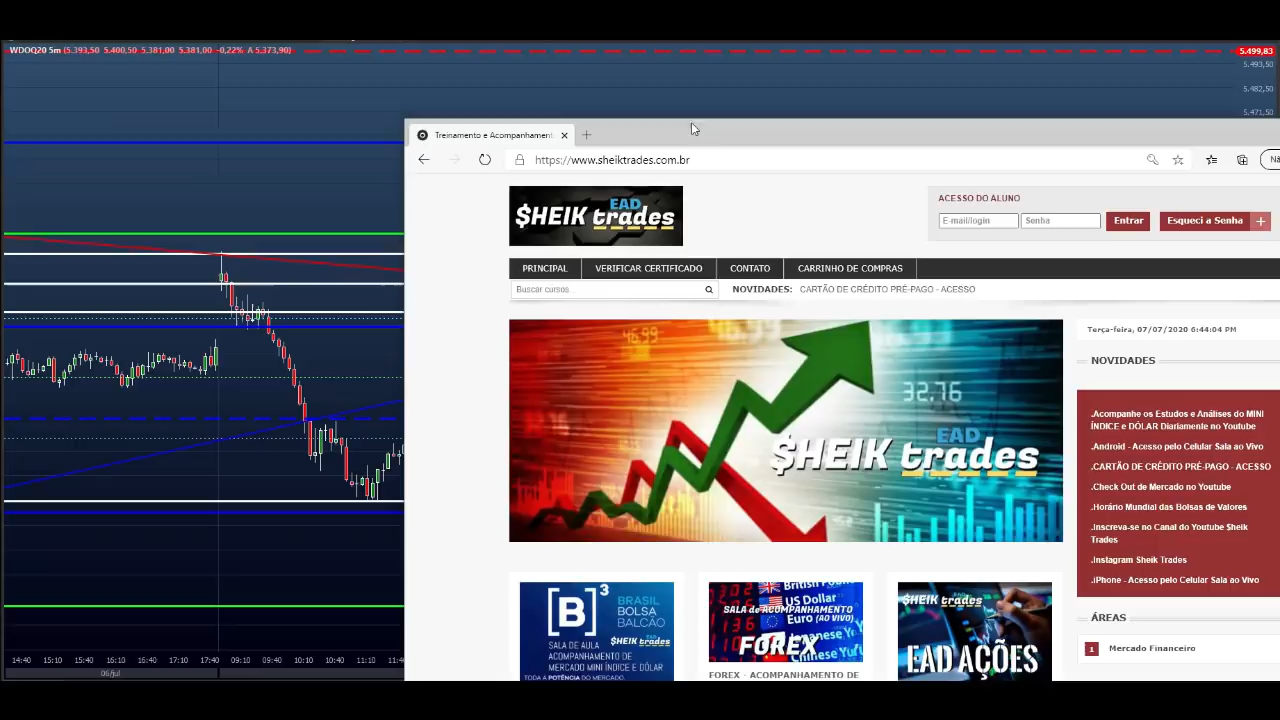 WDOQ20 5m (5.393,50 5.400,50 5.381,00 5.381,00 -0,22% A 5.373,90)
5.499,83
5.493,50
5.482,50
5.471,50
Treinamento e Acompanhament
https://www.sheiktrades.com.br
$HEIK EAD trades
ACESSO DO ALUNO
E-mail/login
Senha
Entrar
Esqueci a Senha
PRINCIPAL
VERIFICAR CERTIFICADO
CONTATO
CARRINHO DE COMPRAS
Buscar cursos
NOVIDADES: CARTÃO DE CRÉDITO PRÉ-PAGO - ACESSO
46.99
32.76
$HEIK EAD trades
Terça-feira, 07/07/2020 6:44:04 PM
NOVIDADES
.Acompanhe os Estudos e Análises do MINI
ÍNDICE e DÓLAR Diariamente no Youtube
.Android - Acesso pelo Celular Sala ao Vivo
.CARTÃO DE CRÉDITO PRÉ-PAGO - ACESSO
.Check Out de Mercado no Youtube
.Horário Mundial das Bolsas de Valores
.Inscreva-se no Canal do Youtube $heik
Trades
.Instagram Sheik Trades
.iPhone - Acesso pelo Celular Sala ao Vivo
ÁREAS
1 Mercado Financeiro
[B]3
BRASIL
BOLSA
BALCÃO
SALA DE AULA
$HEIK trades
ACOMPANHAMENTO
DE MERCADO MINI ÍNDICE E DÓLAR
TODA A POTÊNCIA DO MERCADO.
US Dollar
SALA de ACOMPANHAMENTO
Euro (AO VIVO)
FOREX
FOREX - ACOMPANHAMENTO DE
$HEIK trades
EAD AÇÕES
14:40 15:10 15:40 16:10 16:40 17:10 17:40 09:10 09:40 10:10 10:40 11:10 11:40
06/jul